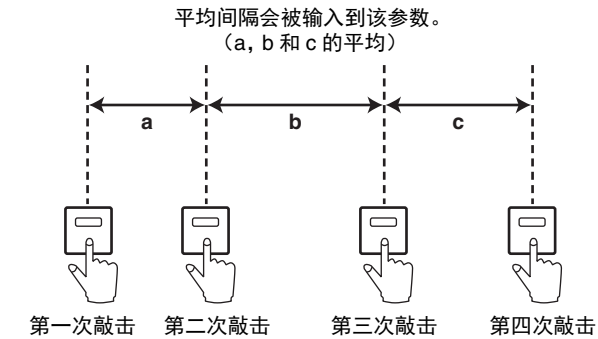 平均间隔会被输入到该参数。
（a, b 和 c 的平均）
a b c
第一次敲击 第二次敲击 第三次敲击 第四次敲击